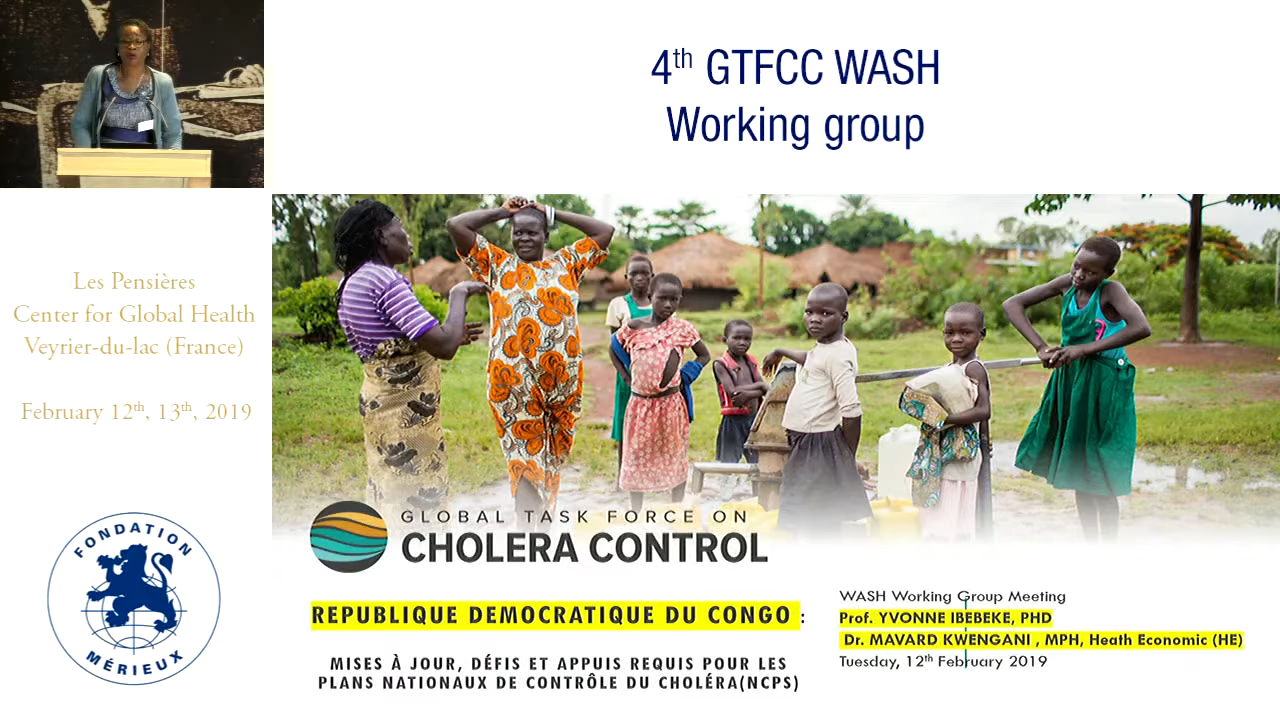 4th GTFCC WASH
Working group
Les Pensières
Center for Global Health
Veyrier-du-lac (France)
February 12th, 13th, 2019
FONDATION
MÉRIEUX
GLOBAL TASK FORCE ON
CHOLERA CONTROL
REPUBLIQUE DEMOCRATIQUE DU CONGO :
MISES À JOUR, DÉFIS ET APPUIS REQUIS POUR LES
PLANS NATIONAUX DE CONTRÔLE DU CHOLÉRA(NCPS)
WASH Working Group Meeting
Prof. YVONNE IBEBEKE, PHD
Dr. MAVARD KWENGANI , MPH, Heath Economic (HE)
Tuesday, 12th February 2019